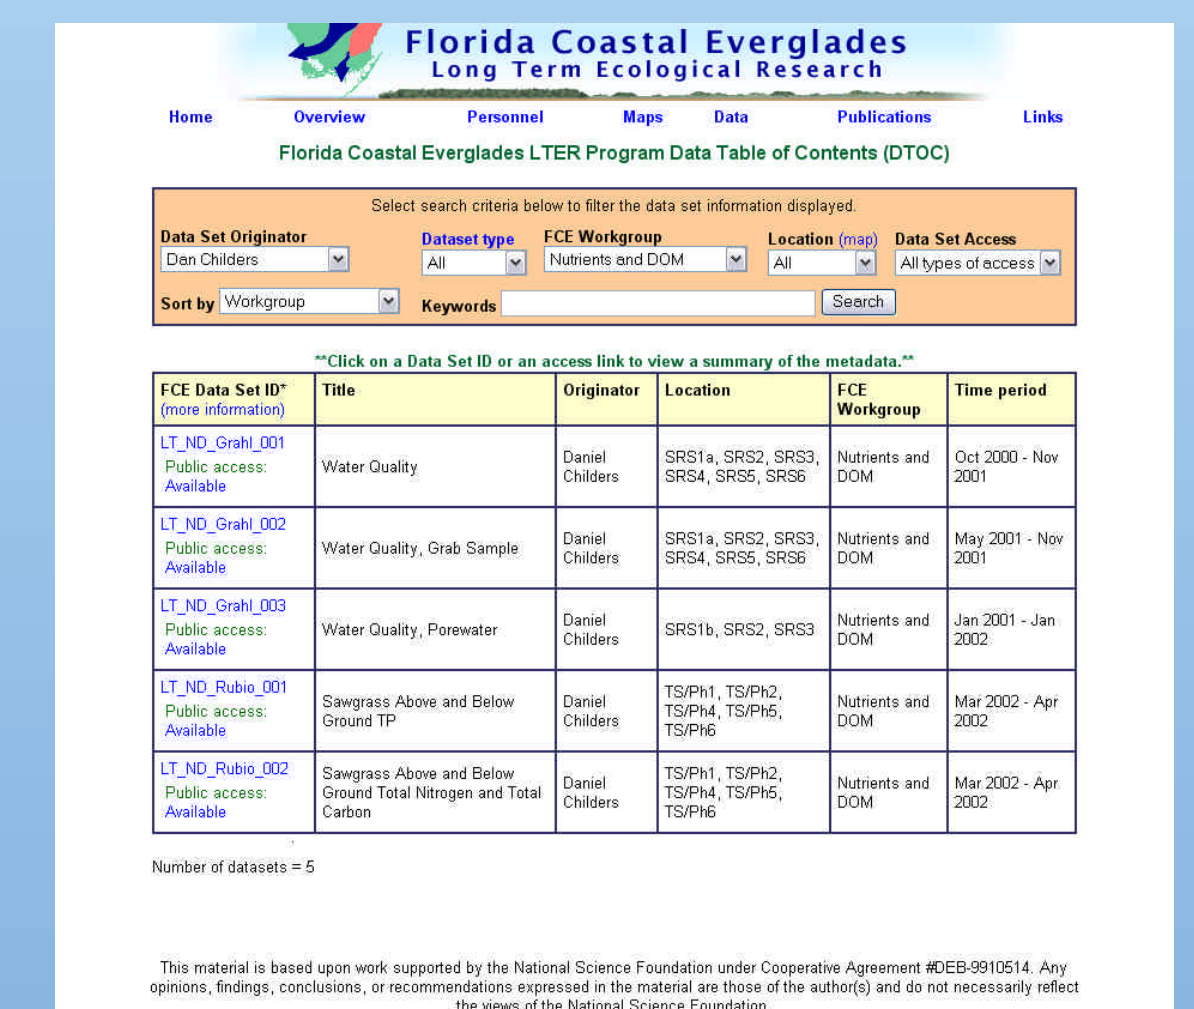 Florida Coastal Everglades
Long Term Ecological Research
Home Overview Personnel Maps Data Publications Links
Florida Coastal Everglades LTER Program Data Table of Contents (DTOC)
Select search criteria below to filter the data set information displayed.
Data Set Originator Dataset type FCE Workgroup Location (map) Data Set Access
Dan Childers All Nutrients and DOM All All types of access
Sort by Workgroup Keywords Search
**Click on a Data Set ID or an access link to view a summary of the metadata.**
FCE Data Set ID* Title Originator Location FCE Time period
(more information) Workgroup
LT_ND_Grahl_001
Public access:
Available
Water Quality
Daniel
Childers
SRS1a, SRS2, SRS3,
SRS4, SRS5, SRS6
Nutrients and
DOM
Oct 2000 - Nov
2001
LT_ND_Grahl_002
Public access:
Available
Water Quality, Grab Sample
Daniel
Childers
SRS1a, SRS2, SRS3,
SRS4, SRS5, SRS6
Nutrients and
DOM
May 2001 - Nov
2001
LT_ND_Grahl_003
Public access:
Available
Water Quality, Porewater
Daniel
Childers
SRS1b, SRS2, SRS3
Nutrients and
DOM
Jan 2001 - Jan
2002
LT_ND_Rubio_001
Public access:
Available
Sawgrass Above and Below
Ground TP
Daniel
Childers
TS/Ph1, TS/Ph2,
TS/Ph4, TS/Ph5,
TS/Ph6
Nutrients and
DOM
Mar 2002 - Apr
2002
LT_ND_Rubio_002
Public access:
Available
Sawgrass Above and Below
Ground Total Nitrogen and Total
Carbon
Daniel
Childers
TS/Ph1, TS/Ph2,
TS/Ph4, TS/Ph5,
TS/Ph6
Nutrients and
DOM
Mar 2002 - Apr
2002
Number of datasets = 5
This material is based upon work supported by the National Science Foundation under Cooperative Agreement #DEB-9910514. Any
opinions, findings, conclusions, or recommendations expressed in the material are those of the author(s) and do not necessarily reflect
the views of the National Science Foundation.